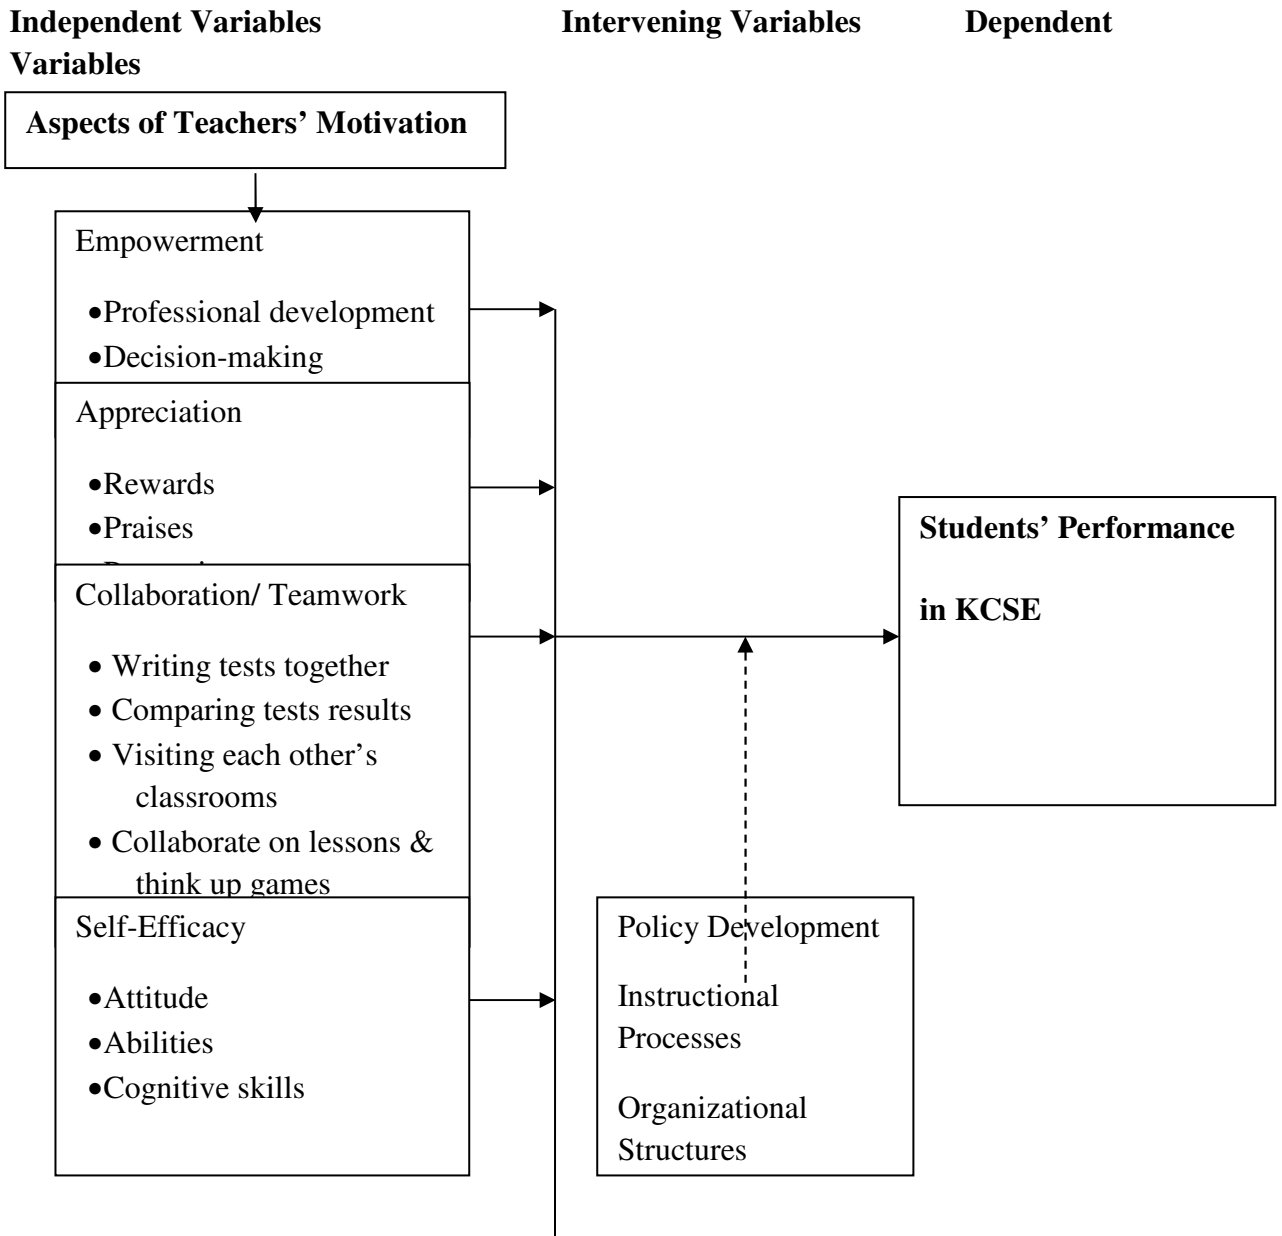 Independent Variables Intervening Variables Dependent
Variables
Aspects of Teachers’ Motivation
Empowerment
•Professional development
•Decision-making
Appreciation
•Rewards
•Praises
Collaboration/ Teamwork
• Writing tests together
• Comparing tests results
• Visiting each other’s
classrooms
• Collaborate on lessons &
think up games
Self-Efficacy
•Attitude
•Abilities
•Cognitive skills
Policy Development
Instructional
Processes
Organizational
Structures
Students’ Performance
in KCSE